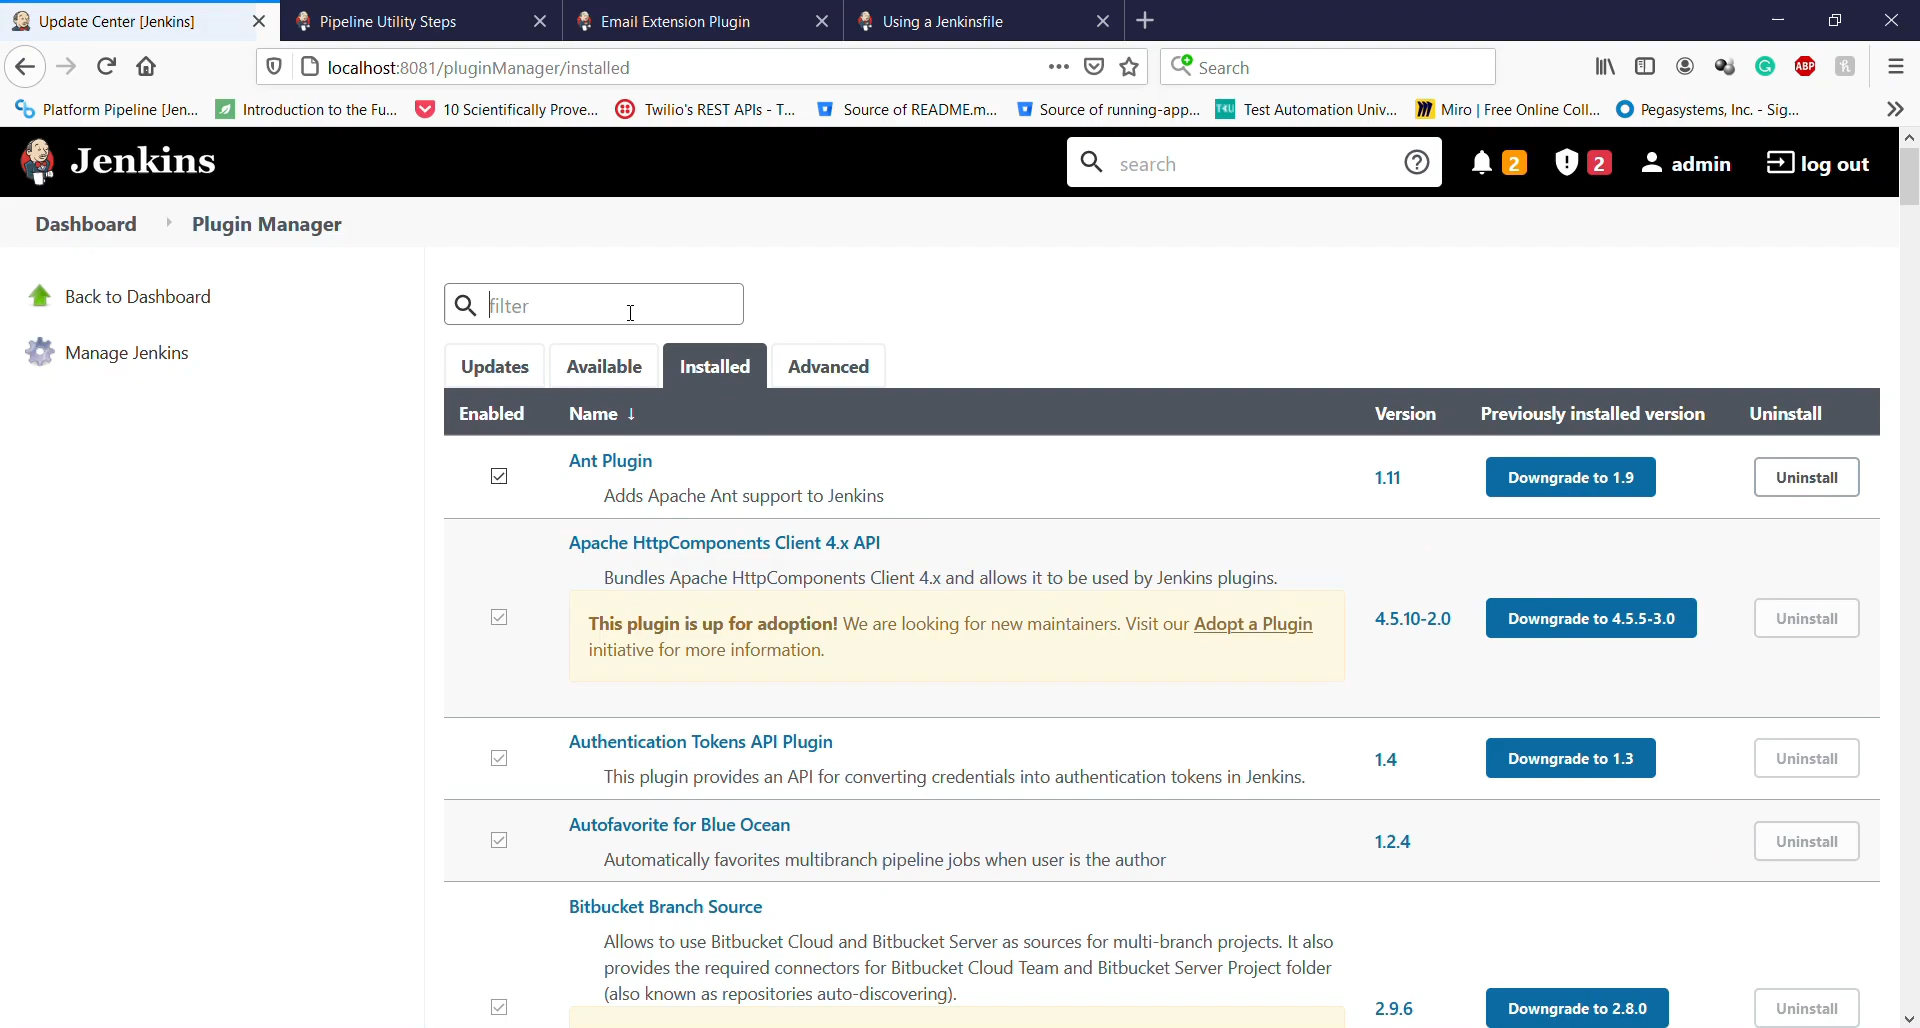 Update Center [Jenkins]
Pipeline Utility Steps
Email Extension Plugin
Using a Jenkinsfile
localhost:8081/pluginManager/installed
Search
Platform Pipeline [Jen...
Introduction to the Fu...
10 Scientifically Prove...
Twilio's REST APIs - T...
Source of README.m...
Source of running-app...
Test Automation Univ...
Miro | Free Online Coll...
Pegasystems, Inc. - Sig...
Jenkins
search
2
2
admin
log out
Dashboard
Plugin Manager
Back to Dashboard
Manage Jenkins
filter
Updates
Available
Installed
Advanced
Enabled
Name ↓
Version
Previously installed version
Uninstall
Ant Plugin
Adds Apache Ant support to Jenkins
1.11
Downgrade to 1.9
Uninstall
Apache HttpComponents Client 4.x API
Bundles Apache HttpComponents Client 4.x and allows it to be used by Jenkins plugins.
This plugin is up for adoption! We are looking for new maintainers. Visit our Adopt a Plugin
initiative for more information.
4.5.10-2.0
Downgrade to 4.5.5-3.0
Uninstall
Authentication Tokens API Plugin
This plugin provides an API for converting credentials into authentication tokens in Jenkins.
1.4
Downgrade to 1.3
Uninstall
Autofavorite for Blue Ocean
Automatically favorites multibranch pipeline jobs when user is the author
1.2.4
Uninstall
Bitbucket Branch Source
Allows to use Bitbucket Cloud and Bitbucket Server as sources for multi-branch projects. It also
provides the required connectors for Bitbucket Cloud Team and Bitbucket Server Project folder
(also known as repositories auto-discovering).
2.9.6
Downgrade to 2.8.0
Uninstall